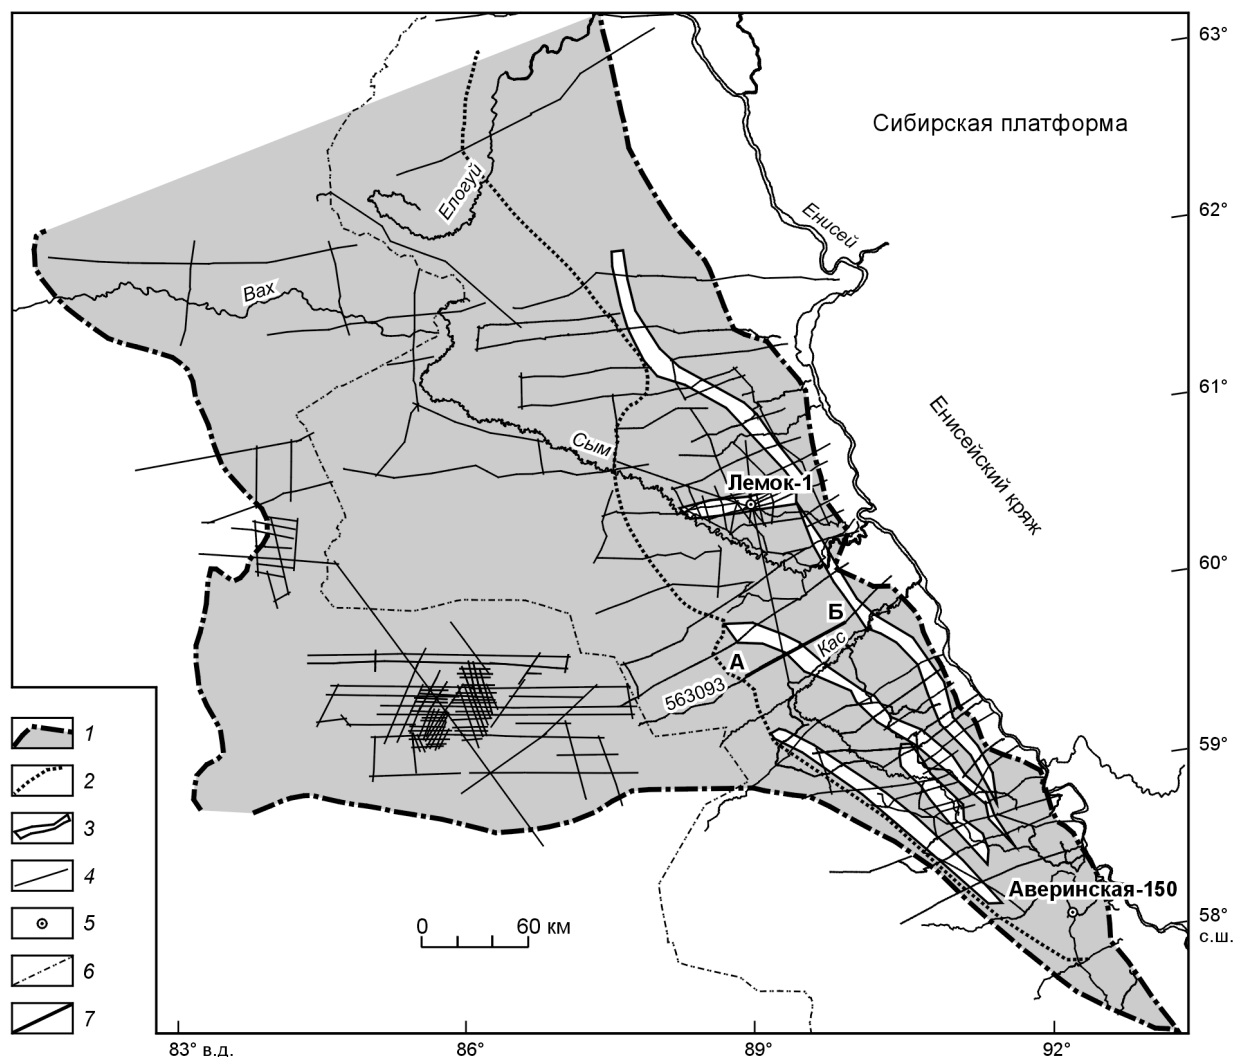 63°
Сибирская платформа
Елогуй
62°
Енисей
Вах
61°
Енисейский кряж
Сым
Лемок-1
60°
Б
Кас
А
563093
59°
1
2
3
4
5
6
7
Аверинская-150
58°
с.ш.
0 60 км
83° в.д. 86° 89° 92°